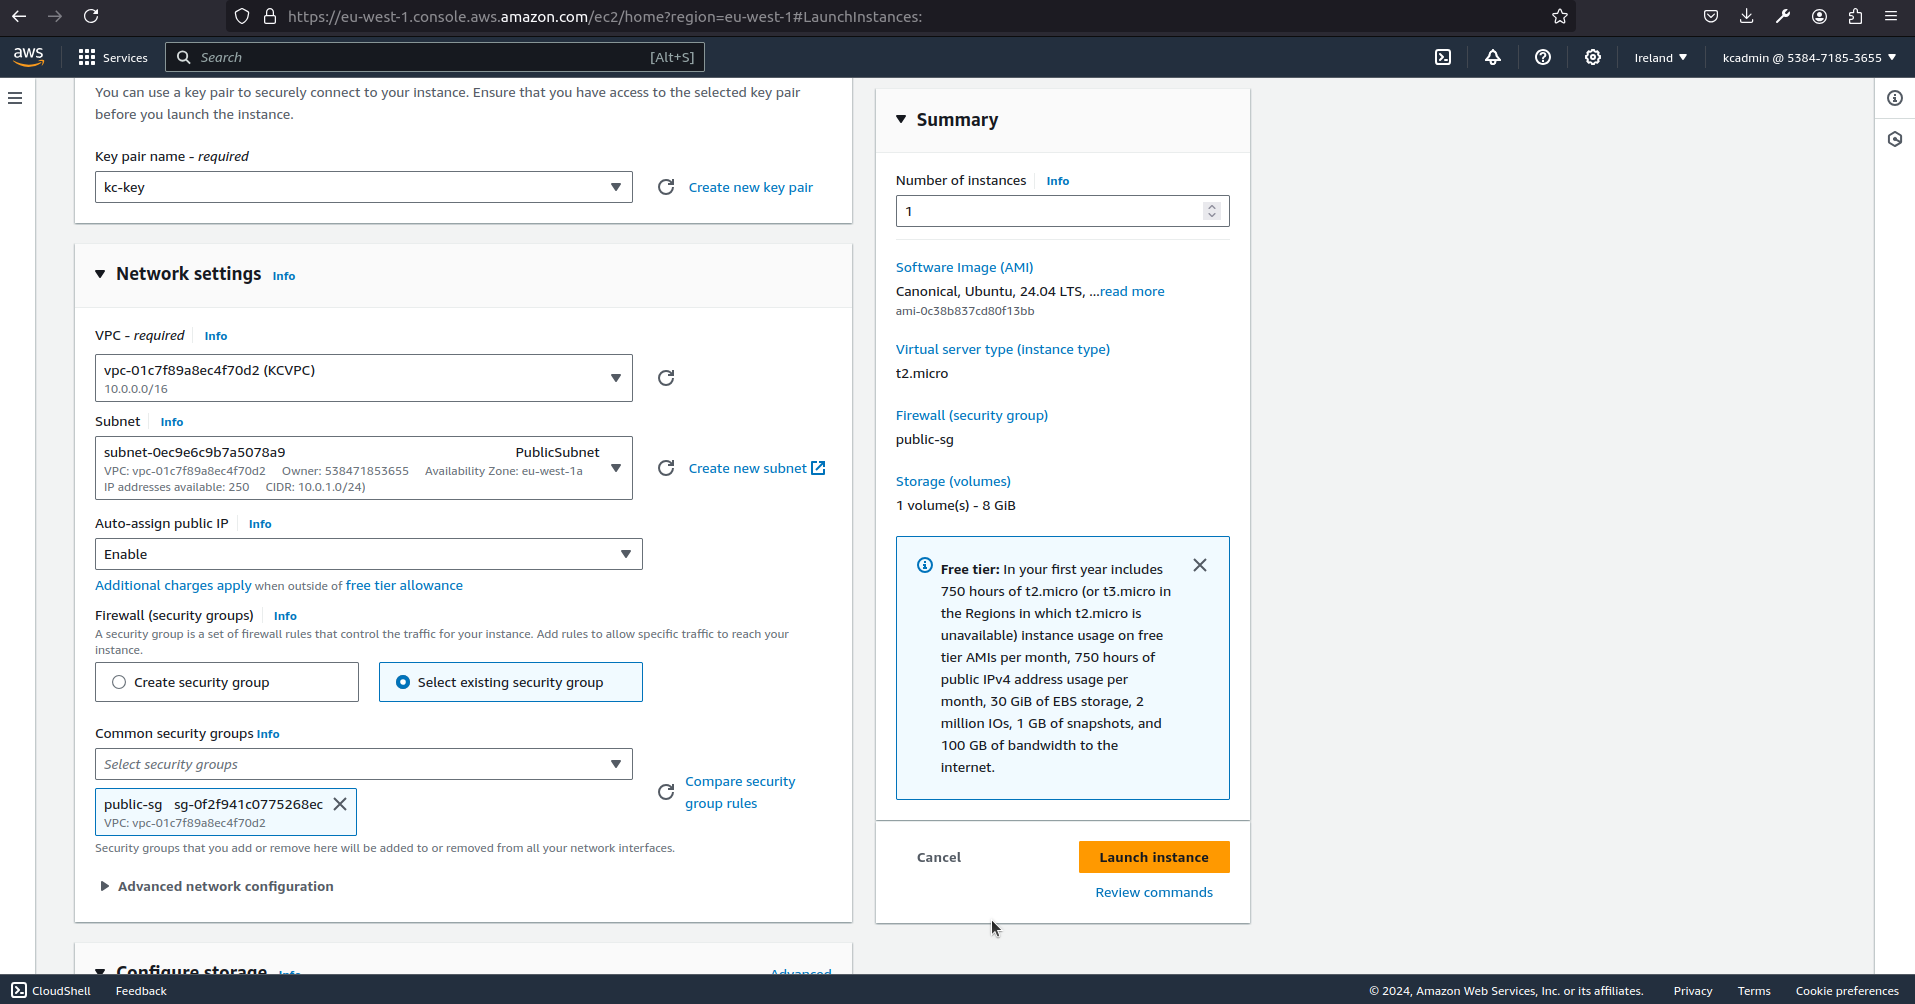 https://eu-west-1.console.aws.amazon.com/ec2/home?region=eu-west-1#LaunchInstances:
aws
Services
Search
[Alt+S]
Ireland
kcadmin @ 5384-7185-3655
You can use a key pair to securely connect to your instance. Ensure that you have access to the selected key pair
before you launch the instance.
Key pair name - required
kc-key
Create new key pair
Network settings Info
VPC - required Info
vpc-01c7f89a8ec4f70d2 (KCVPC)
10.0.0.0/16
Subnet Info
subnet-0ec9e6c9b7a5078a9 PublicSubnet
VPC: vpc-01c7f89a8ec4f70d2 Owner: 538471853655 Availability Zone: eu-west-1a
IP addresses available: 250 CIDR: 10.0.1.0/24)
Create new subnet
Auto-assign public IP Info
Enable
Additional charges apply when outside of free tier allowance
Firewall (security groups) Info
A security group is a set of firewall rules that control the traffic for your instance. Add rules to allow specific traffic to reach your
instance.
Create security group
Select existing security group
Common security groups Info
Select security groups
public-sg sg-0f2f941c0775268ec
VPC: vpc-01c7f89a8ec4f70d2
Compare security
group rules
Security groups that you add or remove here will be added to or removed from all your network interfaces.
Advanced network configuration
Configure storage Info Advanced
Summary
Number of instances Info
1
Software Image (AMI)
Canonical, Ubuntu, 24.04 LTS, ...read more
ami-0c38b837cd80f13bb
Virtual server type (instance type)
t2.micro
Firewall (security group)
public-sg
Storage (volumes)
1 volume(s) - 8 GiB
Free tier: In your first year includes
750 hours of t2.micro (or t3.micro in
the Regions in which t2.micro is
unavailable) instance usage on free
tier AMIs per month, 750 hours of
public IPv4 address usage per
month, 30 GiB of EBS storage, 2
million IOs, 1 GB of snapshots, and
100 GB of bandwidth to the
internet.
Cancel
Launch instance
Review commands
CloudShell
Feedback
© 2024, Amazon Web Services, Inc. or its affiliates.
Privacy
Terms
Cookie preferences